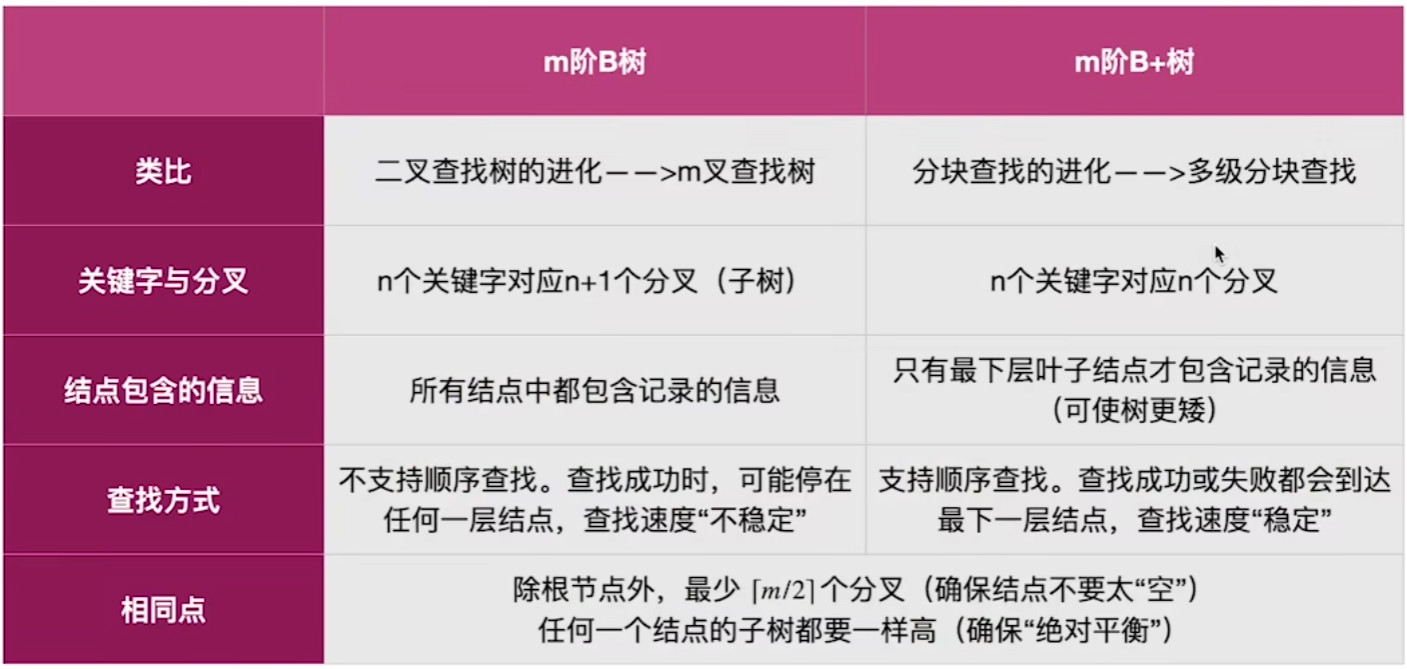 m阶B树
m阶B+树
类比
二叉查找树的进化——>m叉查找树
分块查找的进化——>多级分块查找
关键字与分叉
n个关键字对应n+1个分叉（子树）
n个关键字对应n个分叉
结点包含的信息
所有结点中都包含记录的信息
只有最下层叶子结点才包含记录的信息
（可使树更矮）
查找方式
不支持顺序查找。查找成功时，可能停在
任何一层结点，查找速度“不稳定”
支持顺序查找。查找成功或失败都会到达
最下一层结点，查找速度“稳定”
相同点
除根节点外，最少 ⌈m/2⌉个分叉（确保结点不要太“空”）
任何一个结点的子树都要一样高（确保“绝对平衡”）